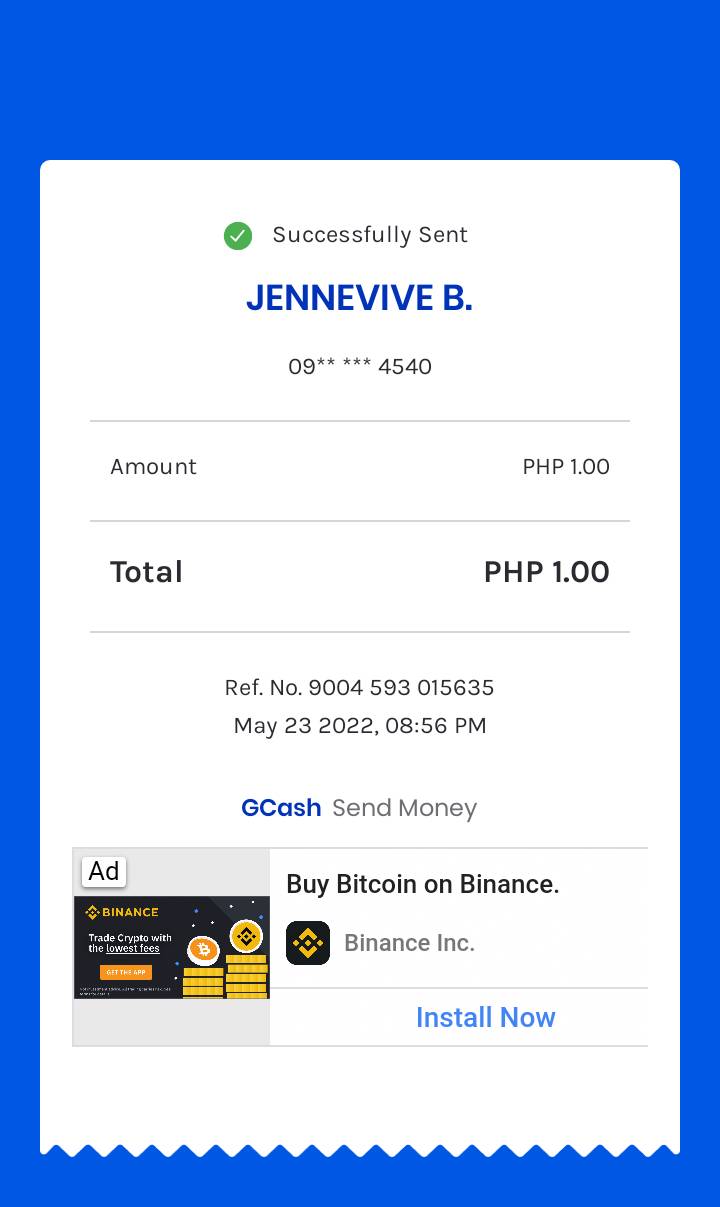 Successfully Sent
JENNEVIVE B.
09** *** 4540
Amount PHP 1.00
Total PHP 1.00
Ref. No. 9004 593 015635
May 23 2022, 08:56 PM
GCash Send Money
Ad
BINANCE
Trade Crypto with
the lowest fees
GET THE APP
Buy Bitcoin on Binance.
Binance Inc.
Install Now